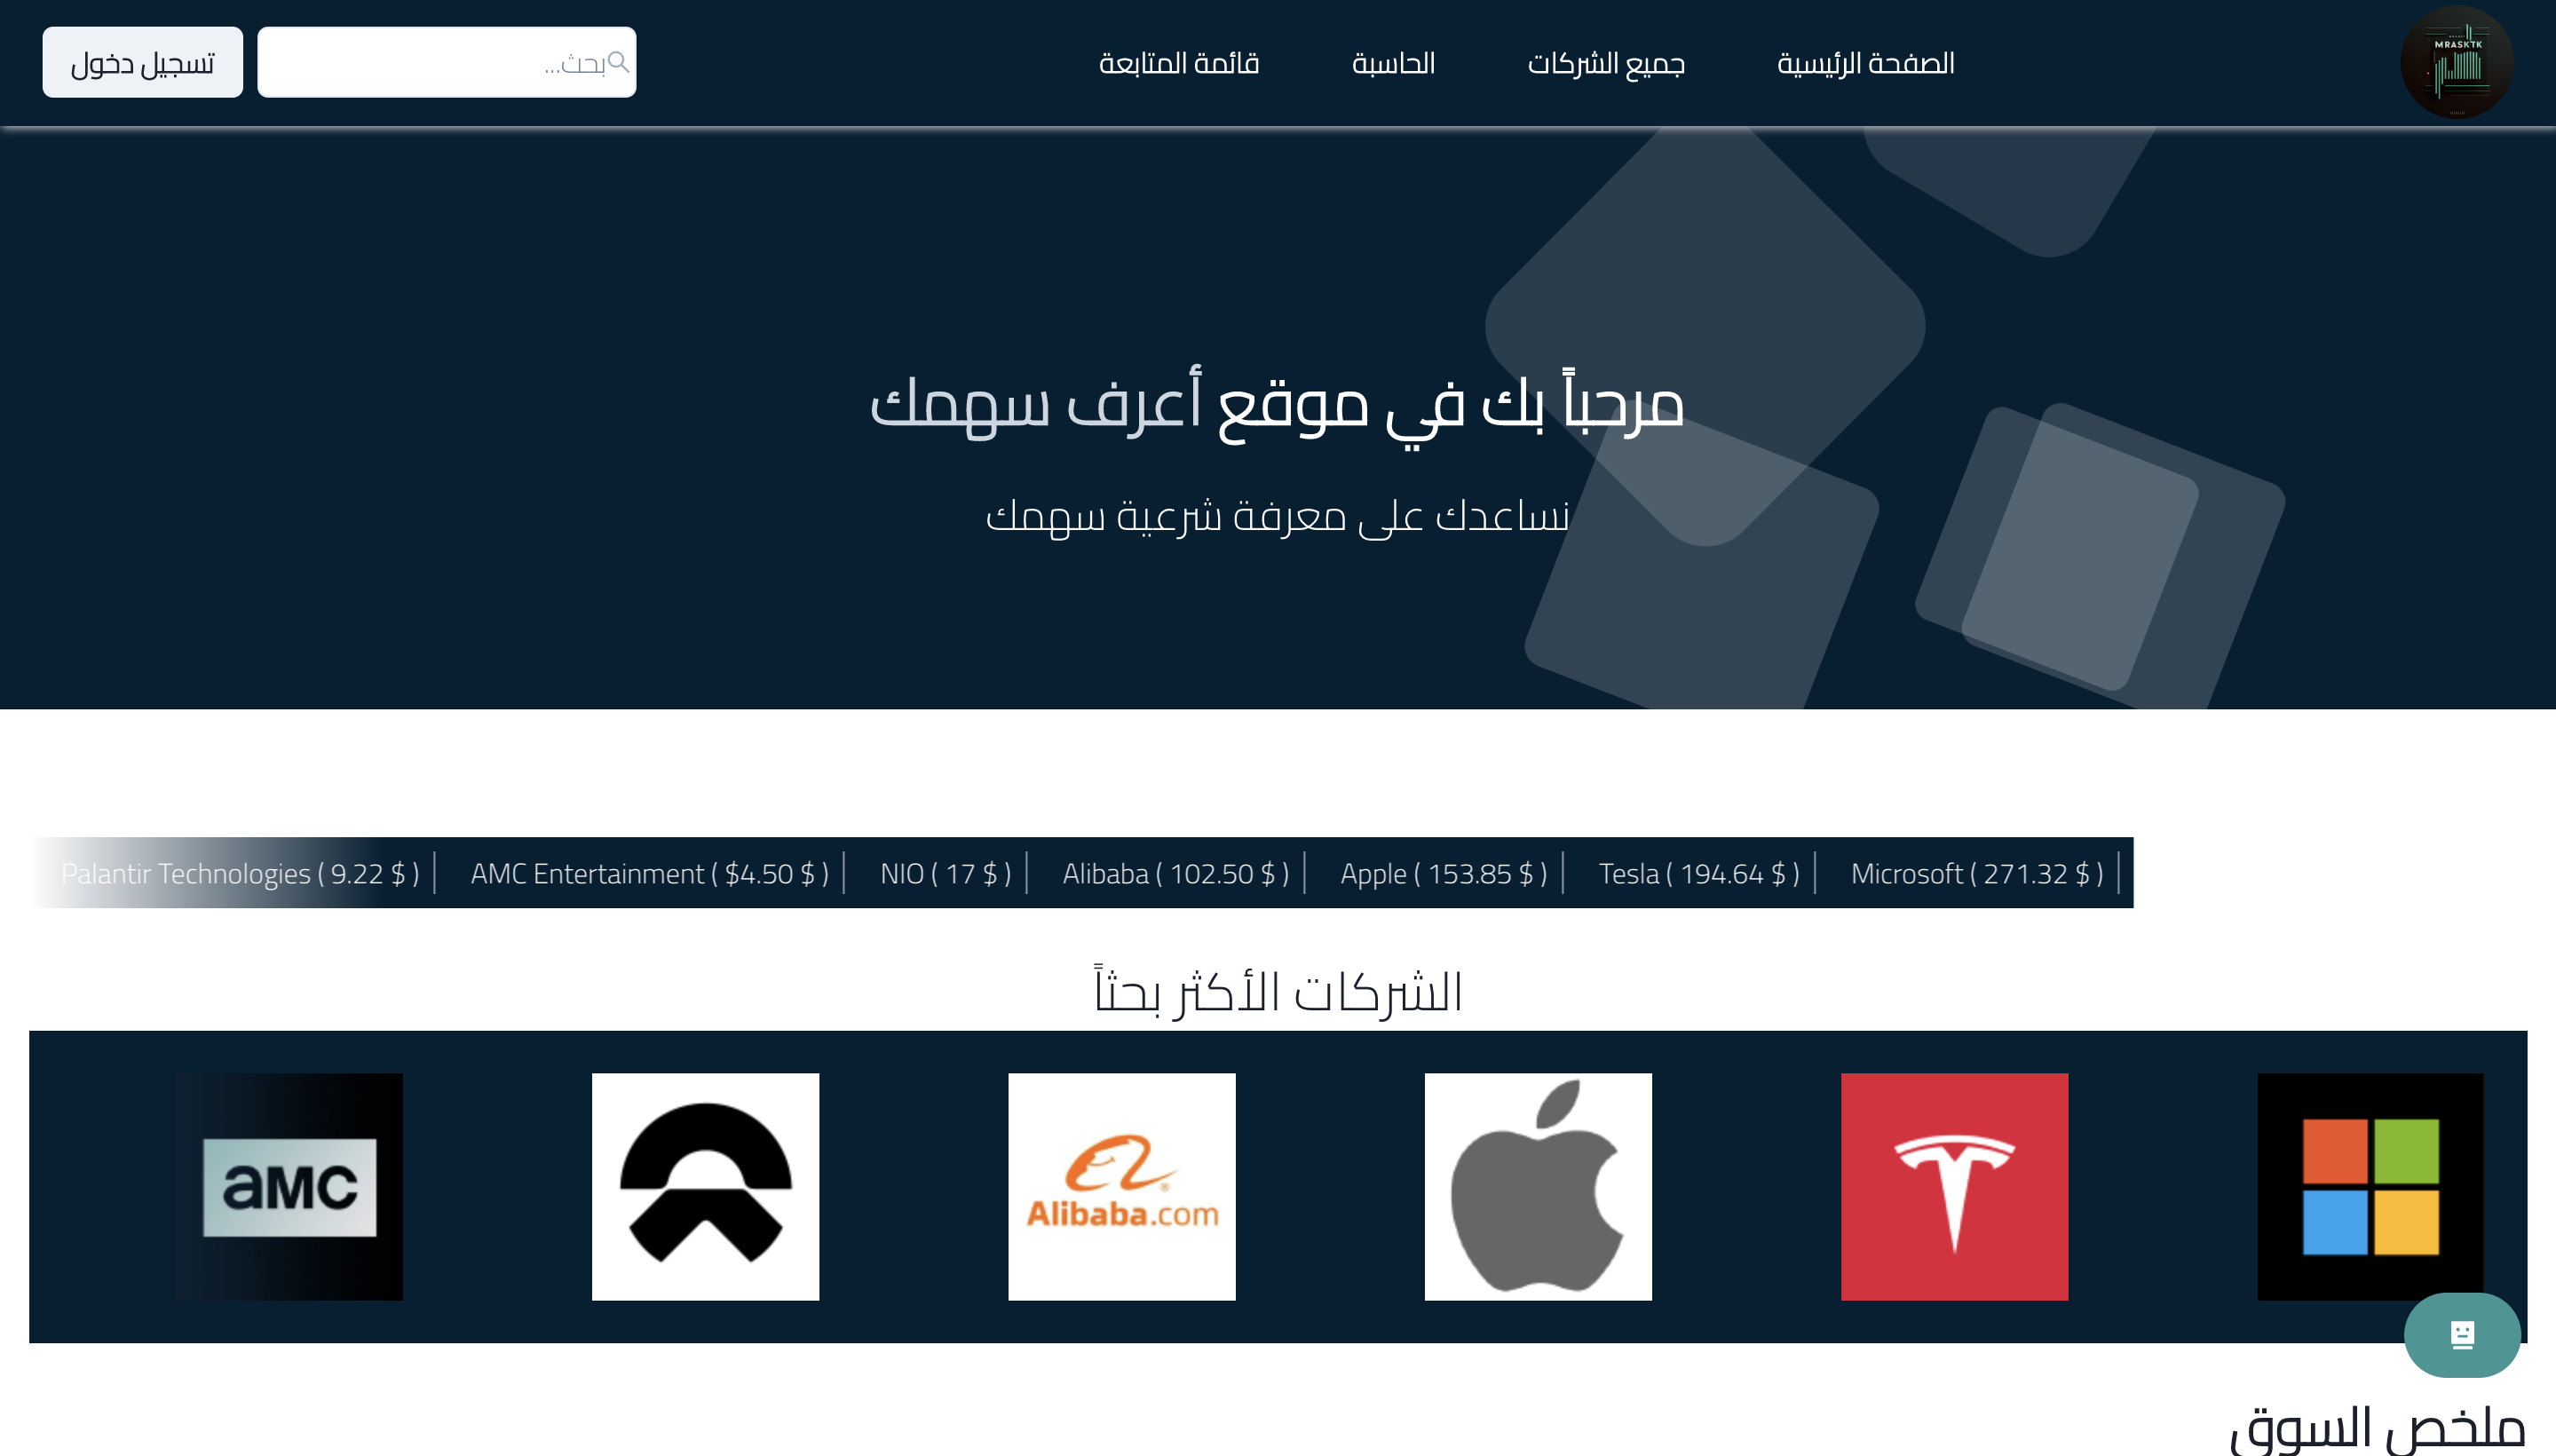 MRASKTK
الصفحة الرئيسية
جميع الشركات
الحاسبة
قائمة المتابعة
بحث...
تسجيل دخول
مرحباً بك في موقع أعرف سهمك
نساعدك على معرفة شرعية سهمك
Palantir Technologies ( 9.22 $ )
AMC Entertainment ( $4.50 $ )
NIO ( 17 $ )
Alibaba ( 102.50 $ )
Apple ( 153.85 $ )
Tesla ( 194.64 $ )
Microsoft ( 271.32 $ )
الشركات الأكثر بحثاً
aMC
Alibaba.com
ملخص السوق